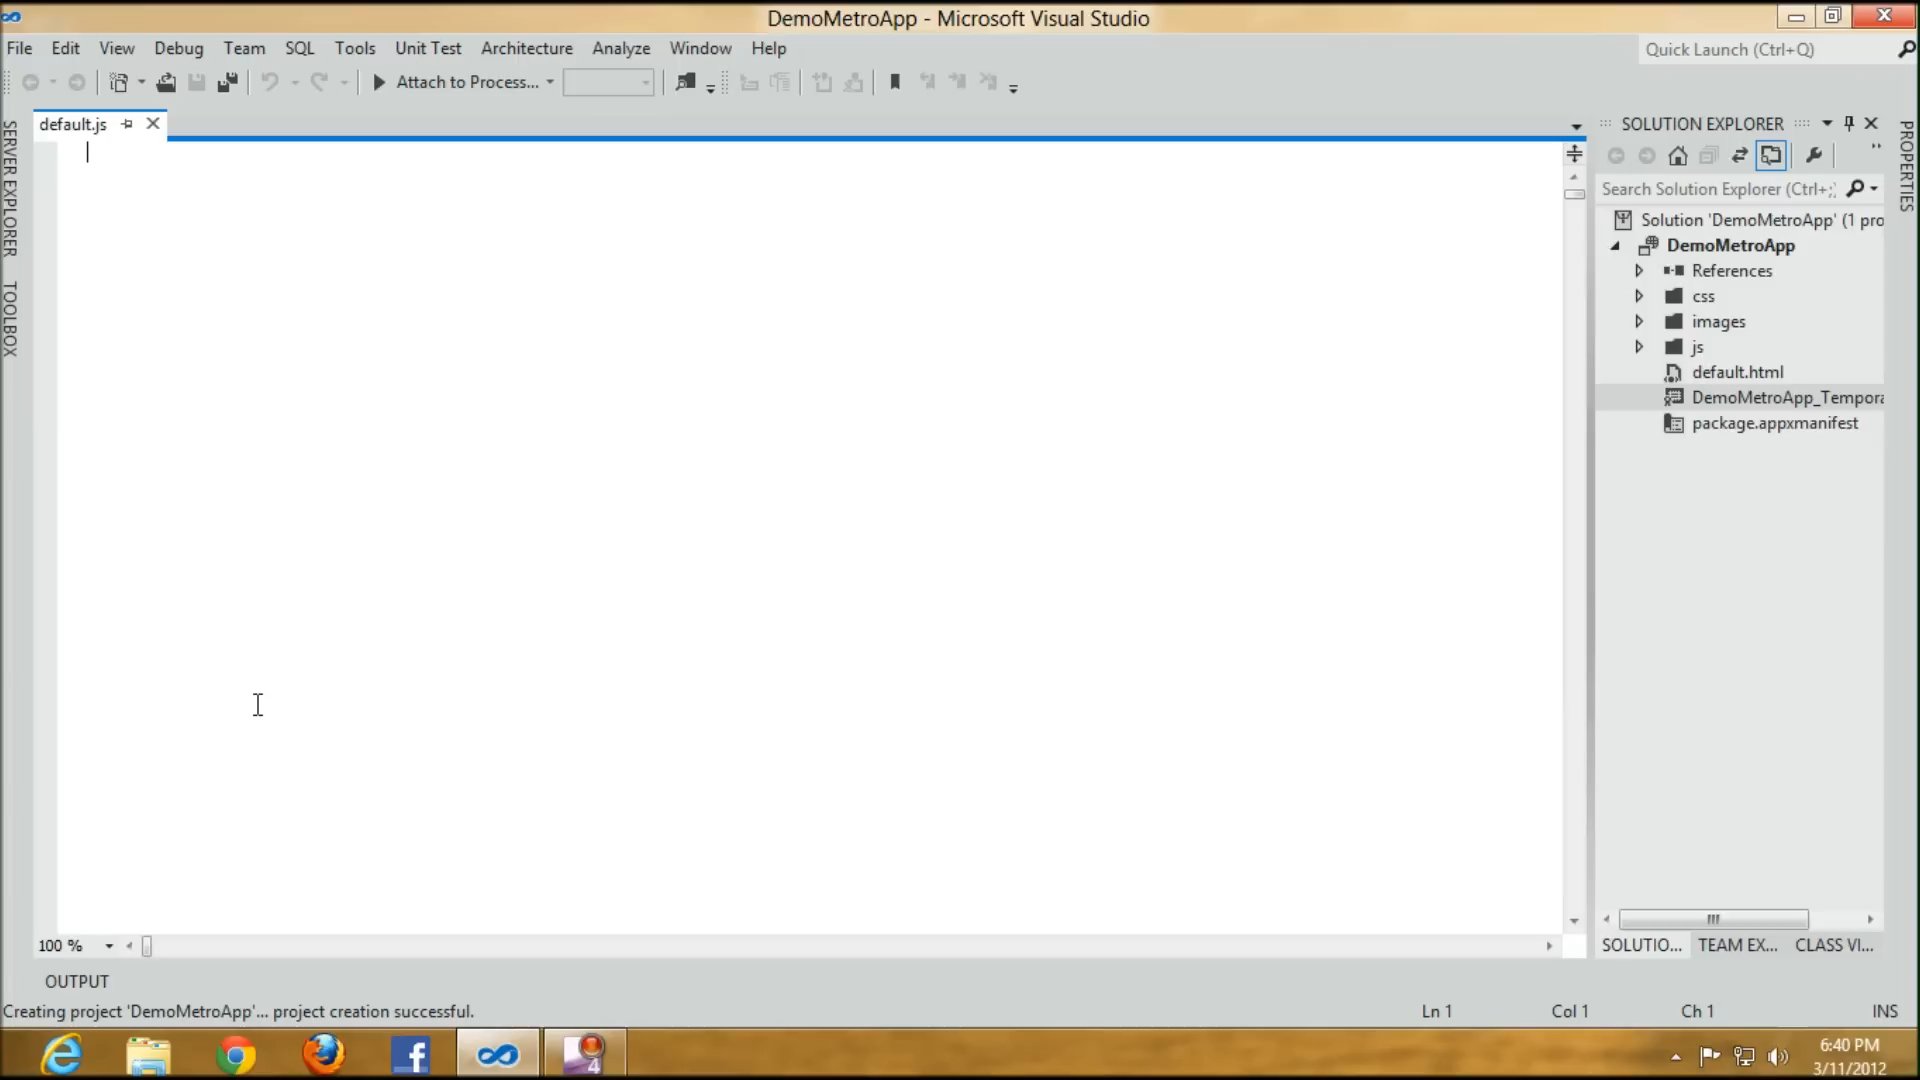 DemoMetroApp - Microsoft Visual Studio
File Edit View Debug Team SQL Tools Unit Test Architecture Analyze Window Help
Quick Launch (Ctrl+Q)
Attach to Process...
default.js
SERVER EXPLORER
TOOLBOX
SOLUTION EXPLORER
PROPERTIES
Search Solution Explorer (Ctrl+;)
Solution 'DemoMetroApp' (1 pro
DemoMetroApp
References
css
images
js
default.html
DemoMetroApp_Tempora
package.appxmanifest
100 %
SOLUTIO... TEAM EX... CLASS VI...
OUTPUT
Creating project 'DemoMetroApp'... project creation successful.
Ln 1 Col 1 Ch 1 INS
4
6:40 PM
3/11/2012